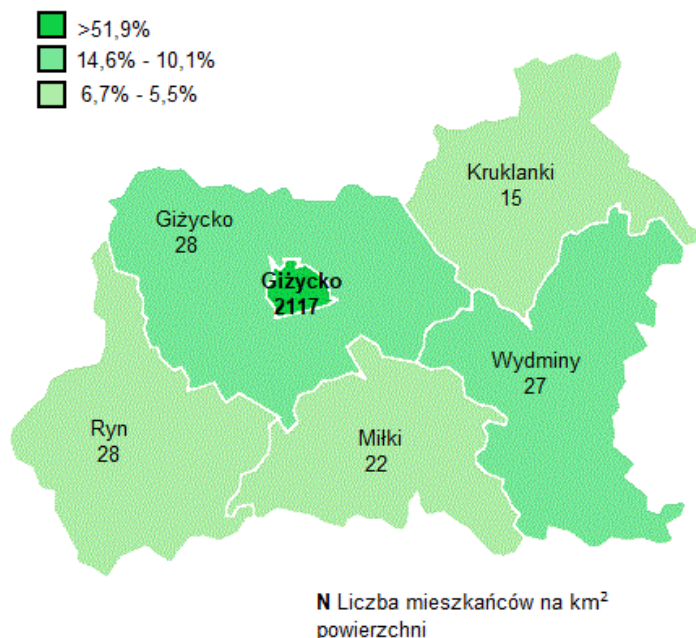 >51,9%
14,6% - 10,1%
6,7% - 5,5%
Kruklanki
15
Giżycko
28
Giżycko
2117
Wydminy
27
Ryn
28
Miłki
22
N Liczba mieszkańców na km²
powierzchni